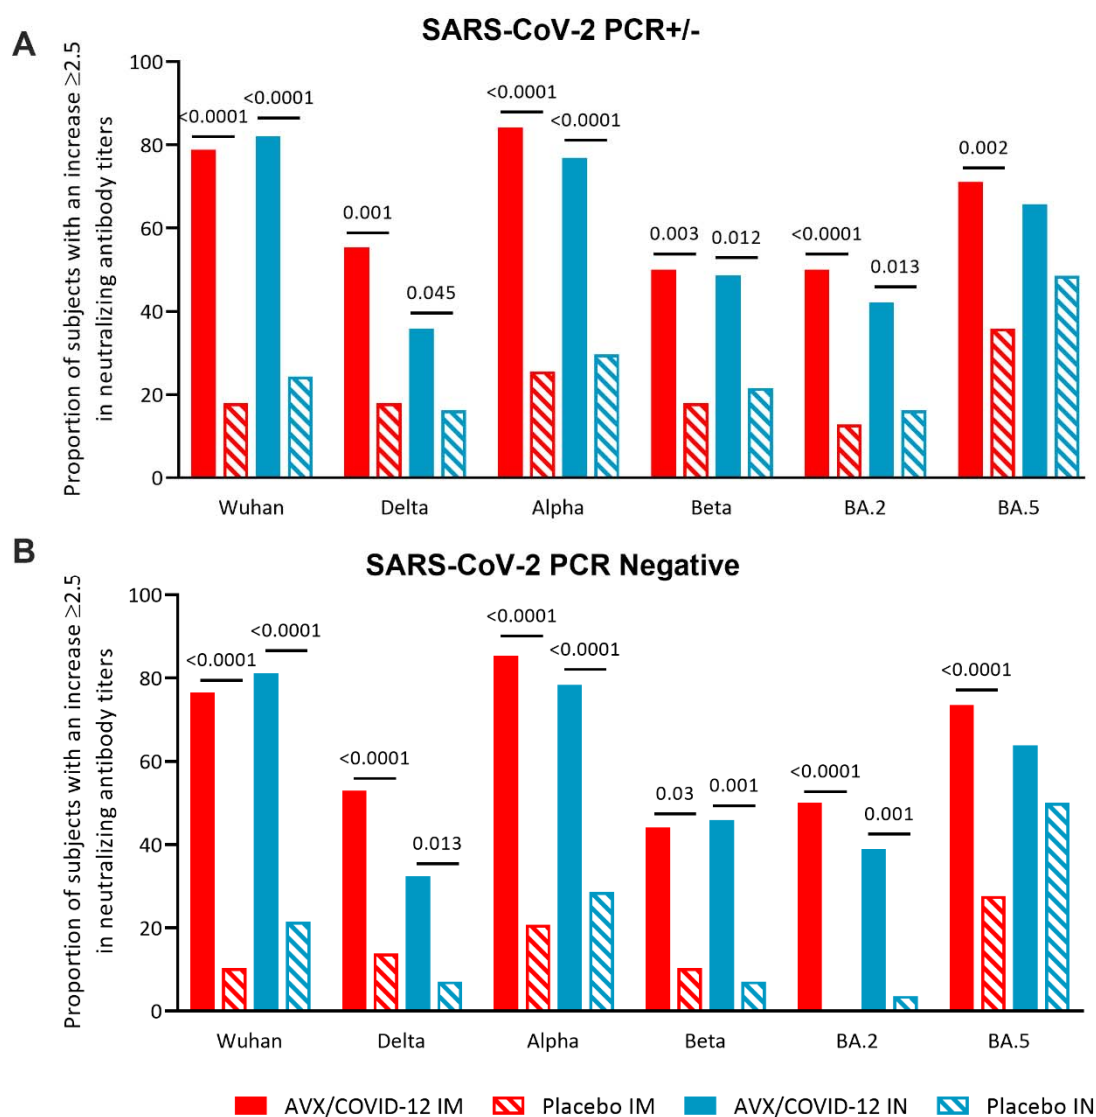 A
SARS-CoV-2 PCR+/-
Proportion of subjects with an increase ≥2.5
in neutralizing antibody titers
100
80
60
40
20
0
<0.0001
<0.0001
0.001
0.045
<0.0001
<0.0001
0.003
0.012
<0.0001
0.013
0.002
Wuhan
Delta
Alpha
Beta
BA.2
BA.5
B
SARS-CoV-2 PCR Negative
Proportion of subjects with an increase ≥2.5
in neutralizing antibody titers
100
80
60
40
20
0
<0.0001
<0.0001
<0.0001
0.013
<0.0001
<0.0001
0.03
0.001
<0.0001
0.001
<0.0001
Wuhan
Delta
Alpha
Beta
BA.2
BA.5
AVX/COVID-12 IM
Placebo IM
AVX/COVID-12 IN
Placebo IN